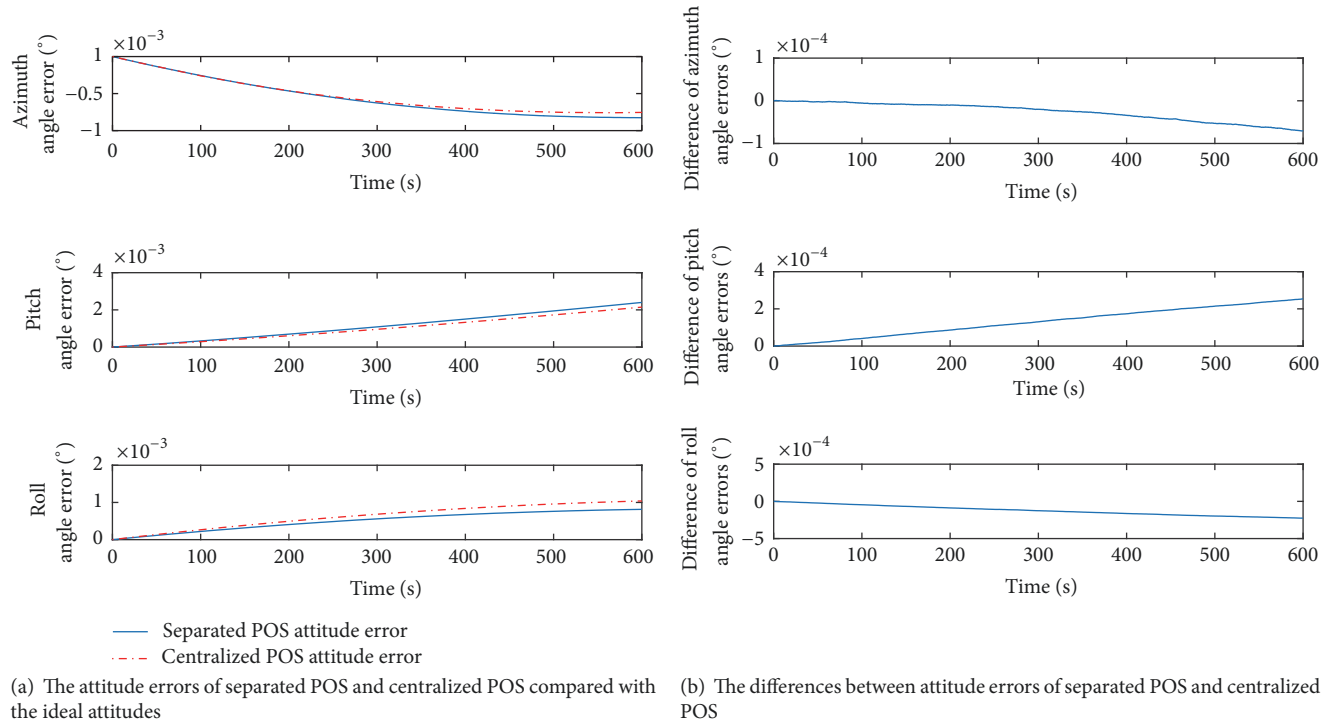 ×10⁻³
Azimuth
angle error (°)
1
−0.5
−1
0 100 200 300 400 500 600
Time (s)
×10⁻³
Pitch
angle error (°)
4
2
0
0 100 200 300 400 500 600
Time (s)
×10⁻³
Roll
angle error (°)
2
1
0
0 100 200 300 400 500 600
Time (s)
Separated POS attitude error
Centralized POS attitude error
(a) The attitude errors of separated POS and centralized POS compared with
the ideal attitudes
×10⁻⁴
Difference of azimuth
angle errors (°)
1
0
−1
0 100 200 300 400 500 600
Time (s)
×10⁻⁴
Difference of pitch
angle errors (°)
4
2
0
0 100 200 300 400 500 600
Time (s)
×10⁻⁴
Difference of roll
angle errors (°)
5
0
−5
0 100 200 300 400 500 600
Time (s)
(b) The differences between attitude errors of separated POS and centralized
POS